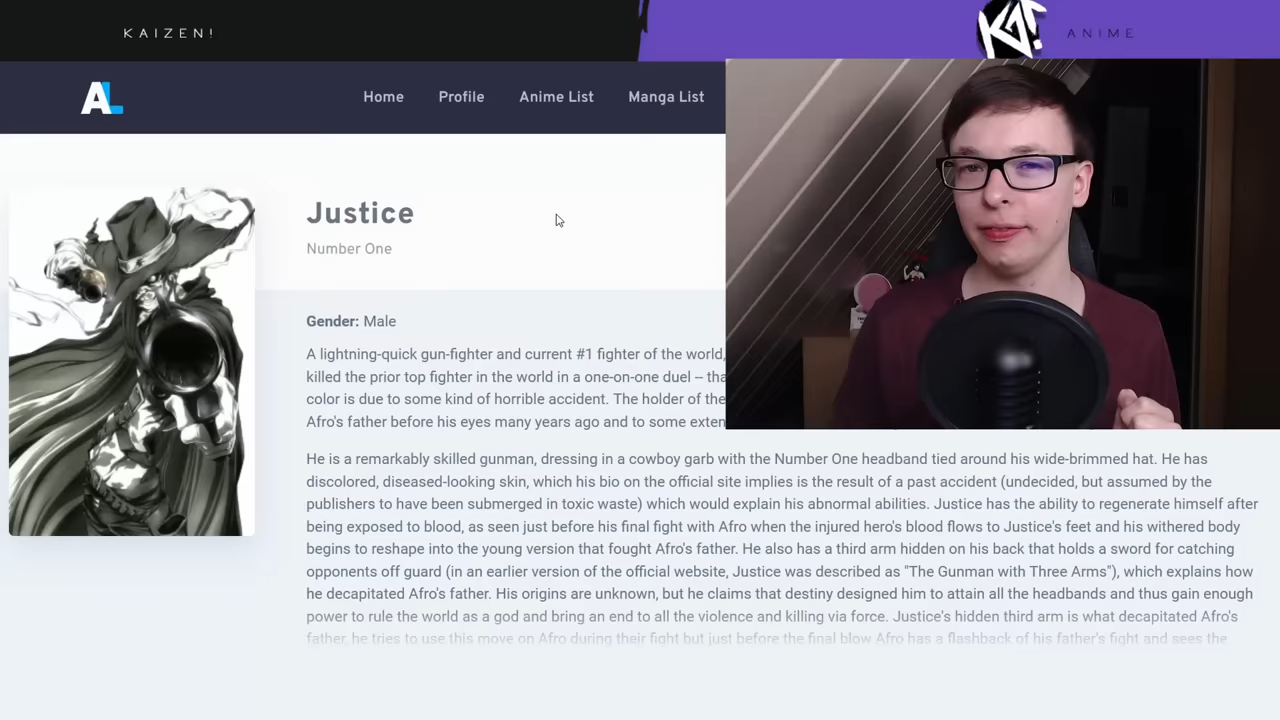 KAIZEN!
KA!
ANIME
AL
Home Profile Anime List Manga List
Justice
Number One
Gender: Male
A lightning-quick gun-fighter and current #1 fighter of the world,
killed the prior top fighter in the world in a one-on-one duel – tha
color is due to some kind of horrible accident. The holder of the
Afro's father before his eyes many years ago and to some exten
He is a remarkably skilled gunman, dressing in a cowboy garb with the Number One headband tied around his wide-brimmed hat. He has
discolored, diseased-looking skin, which his bio on the official site implies is the result of a past accident (undecided, but assumed by the
publishers to have been submerged in toxic waste) which would explain his abnormal abilities. Justice has the ability to regenerate himself after
being exposed to blood, as seen just before his final fight with Afro when the injured hero's blood flows to Justice's feet and his withered body
begins to reshape into the young version that fought Afro's father. He also has a third arm hidden on his back that holds a sword for catching
opponents off guard (in an earlier version of the official website, Justice was described as "The Gunman with Three Arms"), which explains how
he decapitated Afro's father. His origins are unknown, but he claims that destiny designed him to attain all the headbands and thus gain enough
power to rule the world as a god and bring an end to all the violence and killing via force. Justice's hidden third arm is what decapitated Afro's
father, he tries to use this move on Afro during their fight but just before the final blow Afro has a flashback of his father's fight and sees the